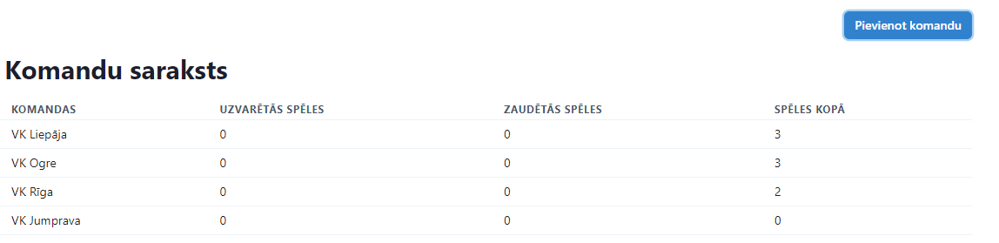 Pievienot komandu
Komandu saraksts
KOMANDAS UZVARĒTĀS SPĒLES ZAUDĒTĀS SPĒLES SPĒLES KOPĀ
VK Liepāja 0 0 3
VK Ogre 0 0 3
VK Rīga 0 0 2
VK Jumprava 0 0 0